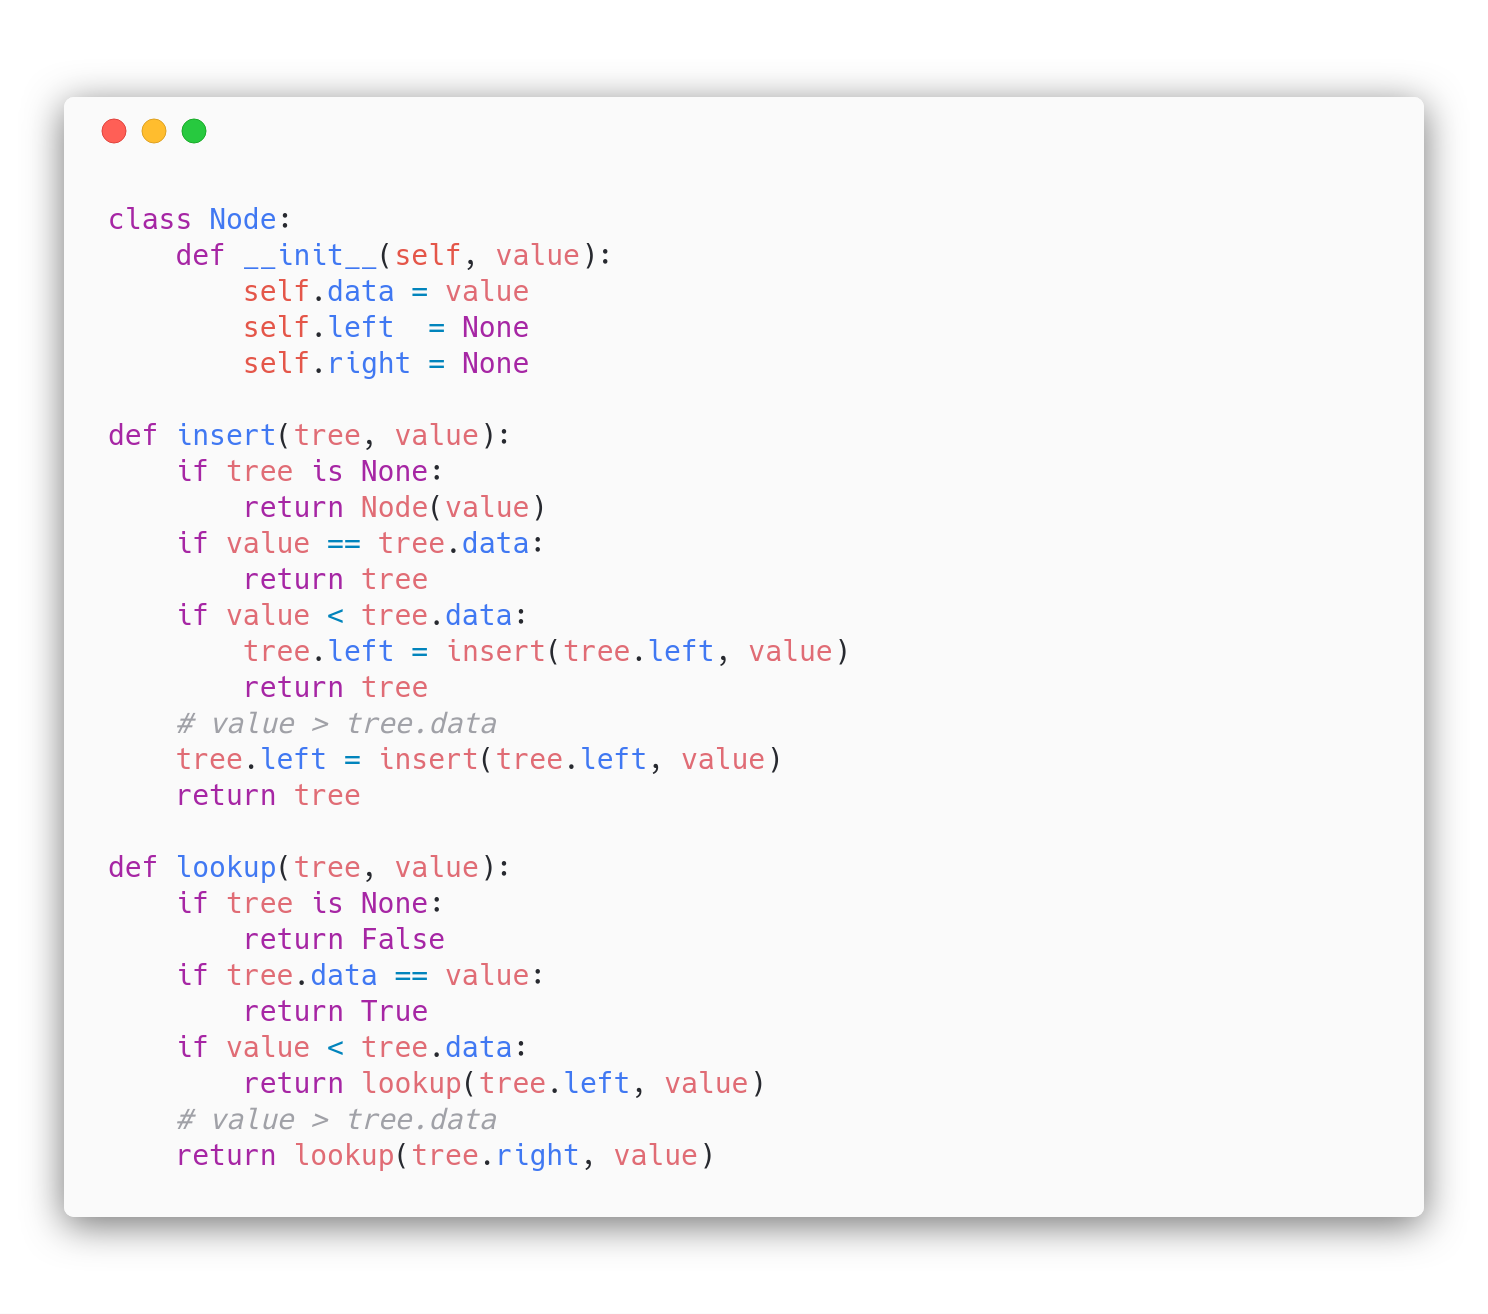 class Node:
    def __init__(self, value):
        self.data = value
        self.left  = None
        self.right = None

def insert(tree, value):
    if tree is None:
        return Node(value)
    if value == tree.data:
        return tree
    if value < tree.data:
        tree.left = insert(tree.left, value)
        return tree
    # value > tree.data
    tree.left = insert(tree.left, value)
    return tree

def lookup(tree, value):
    if tree is None:
        return False
    if tree.data == value:
        return True
    if value < tree.data:
        return lookup(tree.left, value)
    # value > tree.data
    return lookup(tree.right, value)